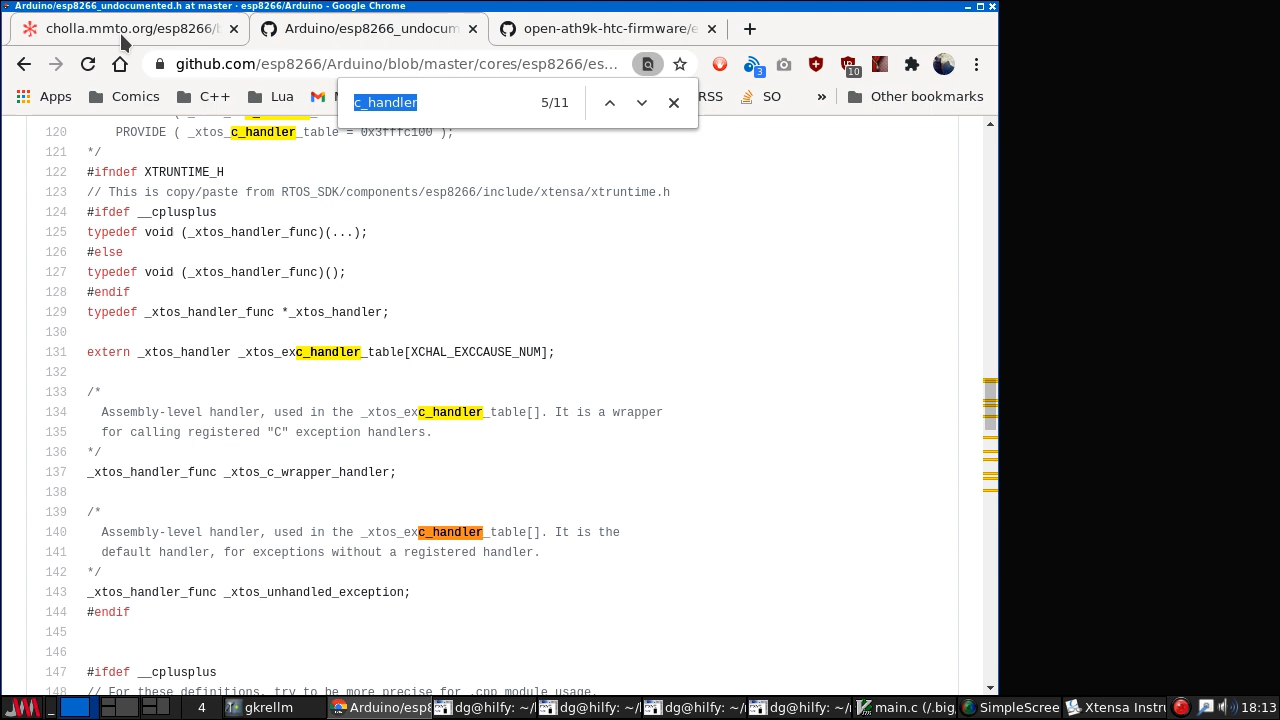 Arduino/esp8266_undocumented.h at master · esp8266/Arduino - Google Chrome
cholla.mmto.org/esp8266/
Arduino/esp8266_undocum
open-ath9k-htc-firmware/e
github.com/esp8266/Arduino/blob/master/cores/esp8266/es...
3
10
Apps
Comics
C++
Lua
M
c_handler
5/11
RSS
SO
»
Other bookmarks
120 PROVIDE ( _xtos_c_handler_table = 0x3fffc100 );
121 */
122 #ifndef XTRUNTIME_H
123 // This is copy/paste from RTOS_SDK/components/esp8266/include/xtensa/xtruntime.h
124 #ifdef __cplusplus
125 typedef void (_xtos_handler_func)(...);
126 #else
127 typedef void (_xtos_handler_func)();
128 #endif
129 typedef _xtos_handler_func *_xtos_handler;
130
131 extern _xtos_handler _xtos_exc_handler_table[XCHAL_EXCCAUSE_NUM];
132
133 /*
134 Assembly-level handler, used in the _xtos_exc_handler_table[]. It is a wrapper
135 for calling registered "C" exception handlers.
136 */
137 _xtos_handler_func _xtos_c_wrapper_handler;
138
139 /*
140 Assembly-level handler, used in the _xtos_exc_handler_table[]. It is the
141 default handler, for exceptions without a registered handler.
142 */
143 _xtos_handler_func _xtos_unhandled_exception;
144 #endif
145
146
147 #ifdef __cplusplus
148 // For these definitions, try to be more precise for .cpp module usage.
4
gkrellm
Arduino/esp8
dg@hilfy: ~/
dg@hilfy: ~/
dg@hilfy: ~/
dg@hilfy: ~/
main.c (/.big
SimpleScree
Xtensa Instr
18:13